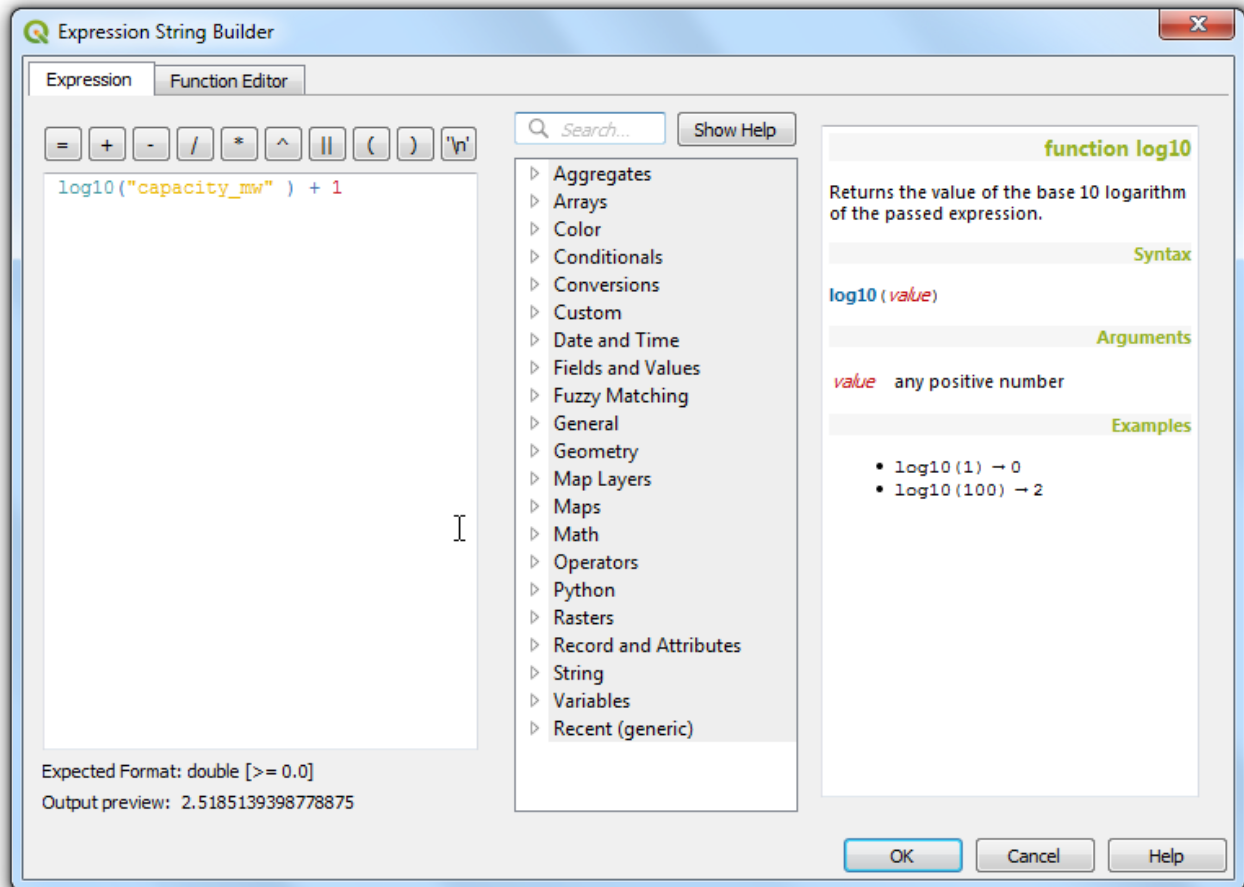 Expression String Builder
X
Expression
Function Editor
= + - / * ^ || ( ) '\n'
log10("capacity_mw" ) + 1
Expected Format: double [>= 0.0]
Output preview: 2.5185139398778875
Search...
Show Help
Aggregates
Arrays
Color
Conditionals
Conversions
Custom
Date and Time
Fields and Values
Fuzzy Matching
General
Geometry
Map Layers
Maps
Math
Operators
Python
Rasters
Record and Attributes
String
Variables
Recent (generic)
function log10
Returns the value of the base 10 logarithm
of the passed expression.
Syntax
log10(value)
Arguments
value any positive number
Examples
• log10(1) → 0
• log10(100) → 2
OK
Cancel
Help